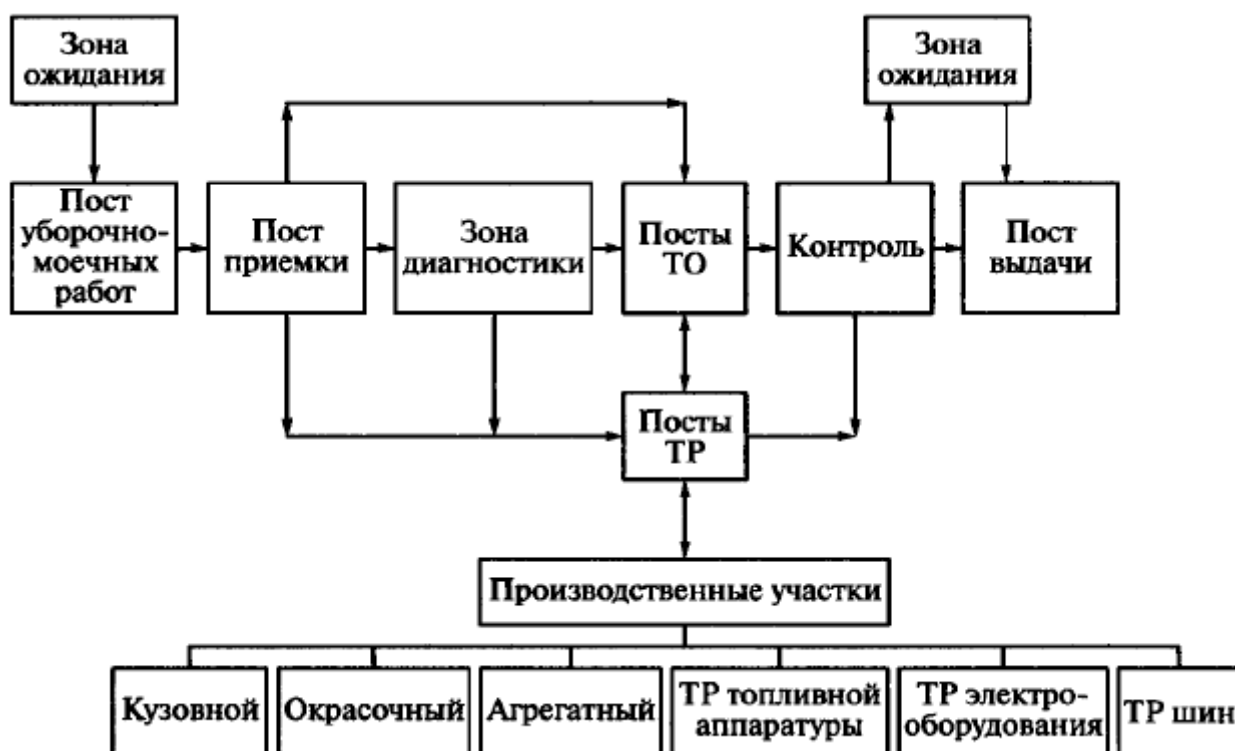 Зона
ожидания
Зона
ожидания
Пост
уборочно-
моечных
работ
Пост
приемки
Зона
диагностики
Посты
ТО
Контроль
Пост
выдачи
Посты
ТР
Производственные участки
Кузовной
Окрасочный
Агрегатный
ТР топливной
аппаратуры
ТР электро-
оборудования
ТР шин